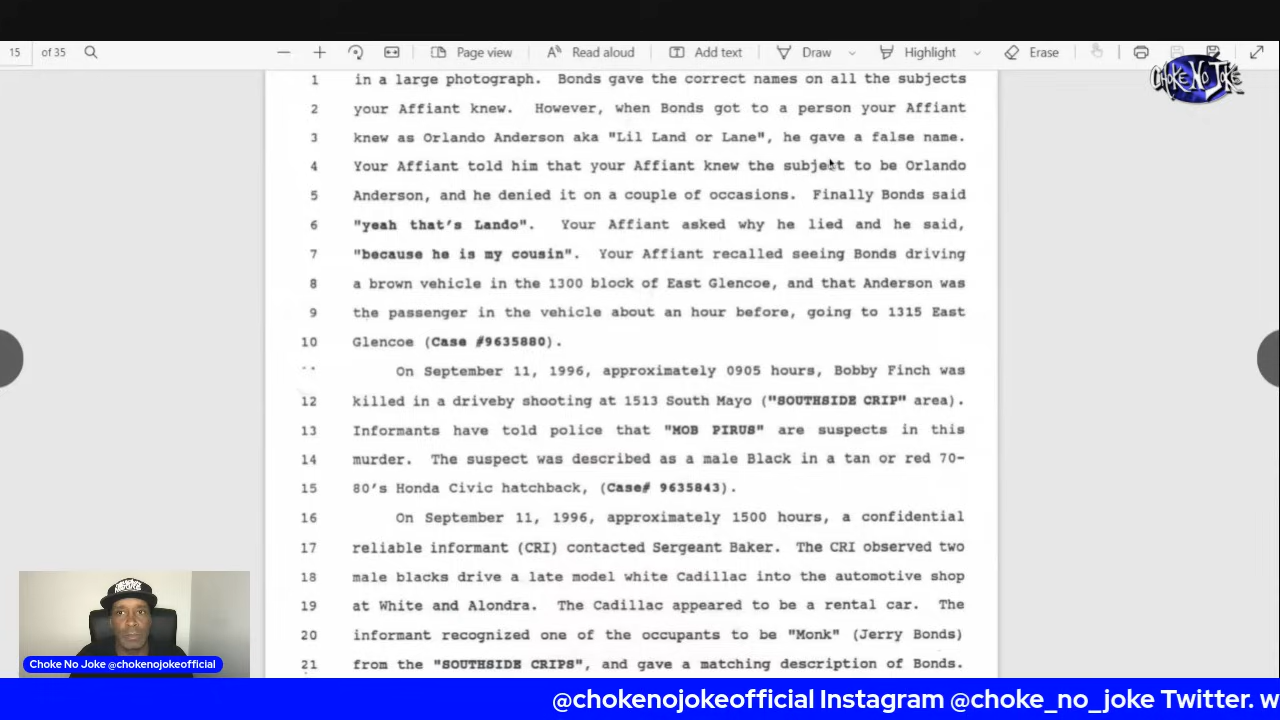 15 of 35
Page view
Read aloud
Add text
Draw
Highlight
Erase
CHOKE NO JOKE
1 in a large photograph. Bonds gave the correct names on all the subjects
2 your Affiant knew. However, when Bonds got to a person your Affiant
3 knew as Orlando Anderson aka "Lil Land or Lane", he gave a false name.
4 Your Affiant told him that your Affiant knew the subject to be Orlando
5 Anderson, and he denied it on a couple of occasions. Finally Bonds said
6 "yeah that's Lando". Your Affiant asked why he lied and he said,
7 "because he is my cousin". Your Affiant recalled seeing Bonds driving
8 a brown vehicle in the 1300 block of East Glencoe, and that Anderson was
9 the passenger in the vehicle about an hour before, going to 1315 East
10 Glencoe (Case #9635880).
On September 11, 1996, approximately 0905 hours, Bobby Finch was
12 killed in a driveby shooting at 1513 South Mayo ("SOUTHSIDE CRIP" area).
13 Informants have told police that "MOB PIRUS" are suspects in this
14 murder. The suspect was described as a male Black in a tan or red 70-
15 80's Honda Civic hatchback, (Case# 9635843).
16 On September 11, 1996, approximately 1500 hours, a confidential
17 reliable informant (CRI) contacted Sergeant Baker. The CRI observed two
18 male blacks drive a late model white Cadillac into the automotive shop
19 at White and Alondra. The Cadillac appeared to be a rental car. The
20 informant recognized one of the occupants to be "Monk" (Jerry Bonds)
21 from the "SOUTHSIDE CRIPS", and gave a matching description of Bonds.
Choke No Joke @chokenojokeofficial
@chokenojokeofficial Instagram @choke_no_joke Twitter. w